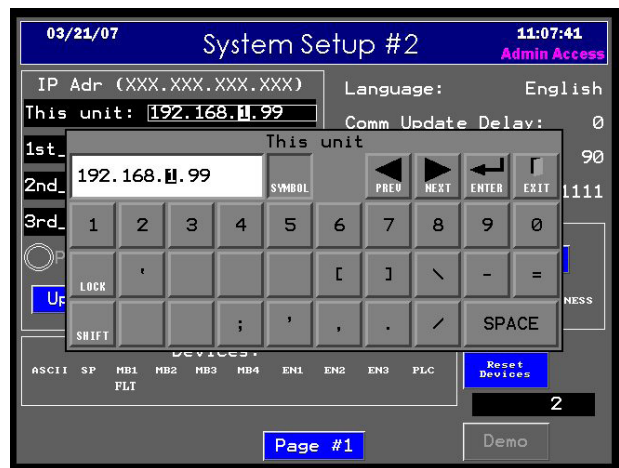 03/21/07
System Setup #2
11:07:41
Admin Access
IP Adr (XXX.XXX.XXX.XXX)
Language: English
This unit: 192.168.1.99
Comm Update Delay: 0
This unit
1st_
90
192.168.1.99
SYMBOL
PREV
NEXT
ENTER
EXIT
2nd_
1111
1 2 3 4 5 6 7 8 9 0
3rd_
LOCK ' [ ] \ - =
SHIFT ; ' , . / SPACE
Up
NESS
Devices:
ASCII SP MB1 MB2 MB3 MB4 EN1 EN2 EN3 PLC
FLT
Reset
Devices
2
Page #1
Demo